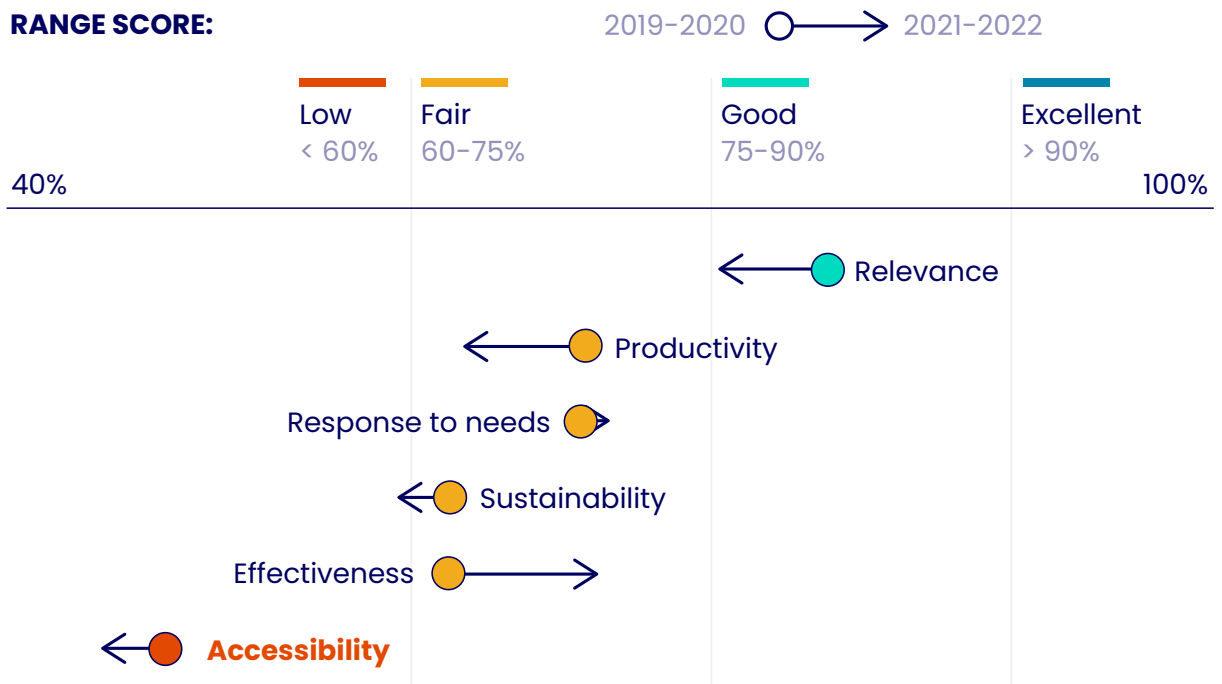 RANGE SCORE:
2019-2020 2021-2022
Low Fair Good Excellent
< 60% 60-75% 75-90% > 90%
40% 100%
Relevance
Productivity
Response to needs
Sustainability
Effectiveness
Accessibility